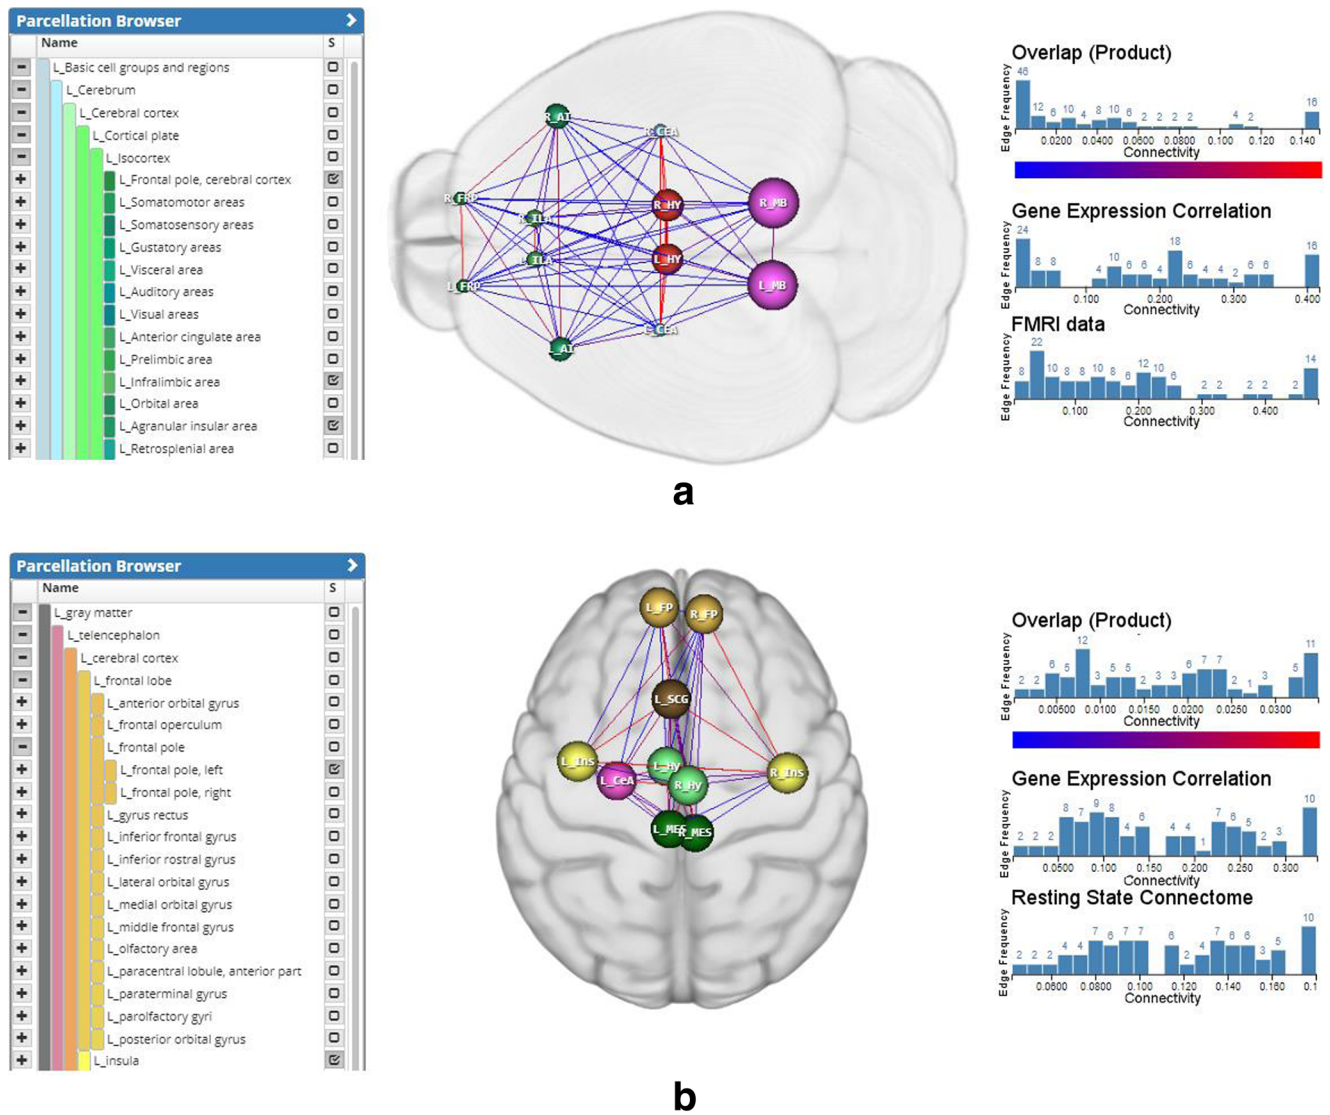 Parcellation Browser
Name S
L_Basic cell groups and regions
L_Cerebrum
L_Cerebral cortex
L_Cortical plate
L_Isocortex
L_Frontal pole, cerebral cortex
L_Somatomotor areas
L_Somatosensory areas
L_Gustatory areas
L_Visceral area
L_Auditory areas
L_Visual areas
L_Anterior cingulate area
L_Prelimbic area
L_Infralimbic area
L_Orbital area
L_Agranular insular area
L_Retrosplenial area
R_AI
R_CEA
R_FRP
R_ILA
R_HY
R_MB
L_ILA
L_HY
L_FRP
L_MB
L_CEA
L_AI
Overlap (Product)
Edge Frequency
46 12 6 10 4 8 10 6 2 2 2 2 4 2 16
0.0200 0.0400 0.0600 0.0800 0.100 0.120 0.140
Connectivity
Gene Expression Correlation
Edge Frequency
24 8 8 4 10 6 6 4 18 6 4 4 2 6 6 16
0.100 0.200 0.300 0.400
Connectivity
FMRI data
Edge Frequency
8 22 10 8 8 10 8 6 12 10 6 2 2 2 2 2 14
0.100 0.200 0.300 0.400
Connectivity
a
Parcellation Browser
Name S
L_gray matter
L_telencephalon
L_cerebral cortex
L_frontal lobe
L_anterior orbital gyrus
L_frontal operculum
L_frontal pole
L_frontal pole, left
L_frontal pole, right
L_gyrus rectus
L_inferior frontal gyrus
L_inferior rostral gyrus
L_lateral orbital gyrus
L_medial orbital gyrus
L_middle frontal gyrus
L_olfactory area
L_paracentral lobule, anterior part
L_paraterminal gyrus
L_parolfactory gyri
L_posterior orbital gyrus
L_insula
L_FP
R_FP
L_SCG
L_Ins
L_Hy
L_CeA
R_Hy
R_Ins
L_MES
R_MES
Overlap (Product)
Edge Frequency
2 2 6 5 12 3 5 5 2 3 3 6 7 7 2 1 3 5 11
0.00500 0.0100 0.0150 0.0200 0.0250 0.0300
Connectivity
Gene Expression Correlation
Edge Frequency
2 2 2 8 7 9 8 4 6 4 4 1 7 6 5 2 3 10
0.0500 0.100 0.150 0.200 0.250 0.300
Connectivity
Resting State Connectome
Edge Frequency
2 2 2 4 4 7 6 7 7 6 2 4 7 6 6 3 5 10
0.0600 0.0800 0.100 0.120 0.140 0.160 0.1
Connectivity
b